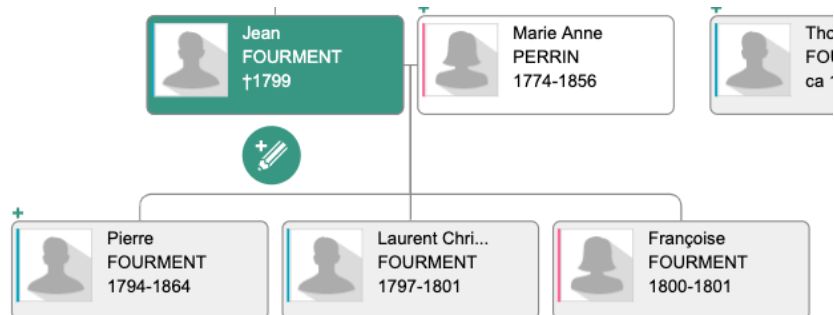 Jean
FOURMENT
†1799
Marie Anne
PERRIN
1774-1856
ca
Pierre
FOURMENT
1794-1864
Laurent Chri...
FOURMENT
1797-1801
Françoise
FOURMENT
1800-1801